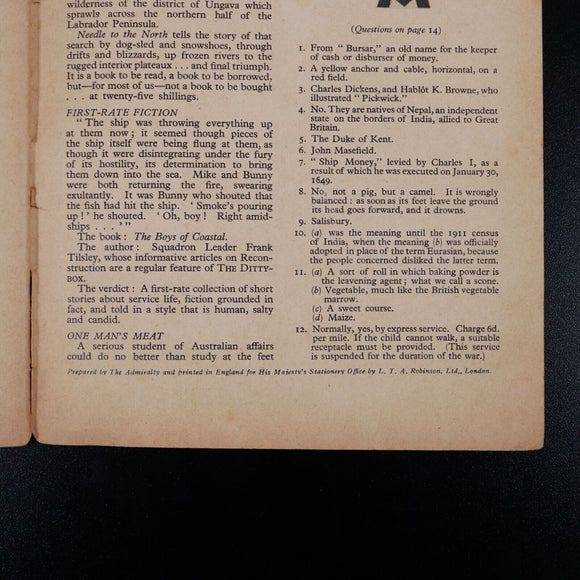 wilderness of the district of Ungava which
sprawls across the northern half of the
Labrador Peninsula.
Needle to the North tells the story of that
search by dog-sled and snowshoes, through
drifts and blizzards, up frozen rivers to the
rugged interior plateaux . . . and final triumph.
It is a book to be read, a book to be borrowed,
but—for most of us—not a book to be bought
. . . at twenty-five shillings.
FIRST-RATE FICTION
“ The ship was throwing everything up
at them now ; it seemed though pieces of
the ship itself were being flung at them, as
though it were disintegrating under the fury
of its hostility, its determination to bring
them down into the sea. Mike and Bunny
were both returning the fire, swearing
exultantly. It was Bunny who shouted that
the fish had hit the ship. ‘ Smoke's pouring
up ! ’ he shouted. ‘ Oh, boy ! Right amid-
ships . . . ’ ”
The book : The Boys of Coastal.
The author : Squadron Leader Frank
Tilsley, whose informative articles on Recon-
struction are a regular feature of THE DITTY-
BOX.
The verdict : A first-rate collection of short
stories about service life, fiction grounded in
fact, and told in a style that is human, salty
and candid.
ONE MAN'S MEAT
A serious student of Australian affairs
could do no better than study at the feet
(Questions on page 14)
1. From “ Bursar,” an old name for the keeper
of cash or disburser of money.
2. A yellow anchor and cable, horizontal, on a
red field.
3. Charles Dickens, and Hablôt K. Browne, who
illustrated “ Pickwick.”
4. No. They are natives of Nepal, an independent
state on the borders of India, allied to Great
Britain.
5. The Duke of Kent.
6. John Masefield.
7. “ Ship Money,” levied by Charles I, as a
result of which he was executed on January 30,
1649.
8. No, not a pig, but a camel. It is wrongly
balanced : as soon as its feet leave the ground
its head goes forward, and it drowns.
9. Salisbury.
10. (a) was the meaning until the 1911 census
of India, when the meaning (b) was officially
adopted in place of the term Eurasian, because
the people concerned disliked the latter term.
11. (a) A sort of roll in which baking powder is
the leavening agent ; what we call a scone.
(b) Vegetable, much like the British vegetable
marrow.
(c) A sweet course.
(d) Maize.
12. Normally, yes, by express service. Charge 6d.
per mile. If the child cannot walk, a suitable
receptacle must be provided. (This service
is suspended for the duration of the war.)
Prepared by The Admiralty and printed in England for His Majesty's Stationery Office by L. T. A. Robinson, Ltd., London.